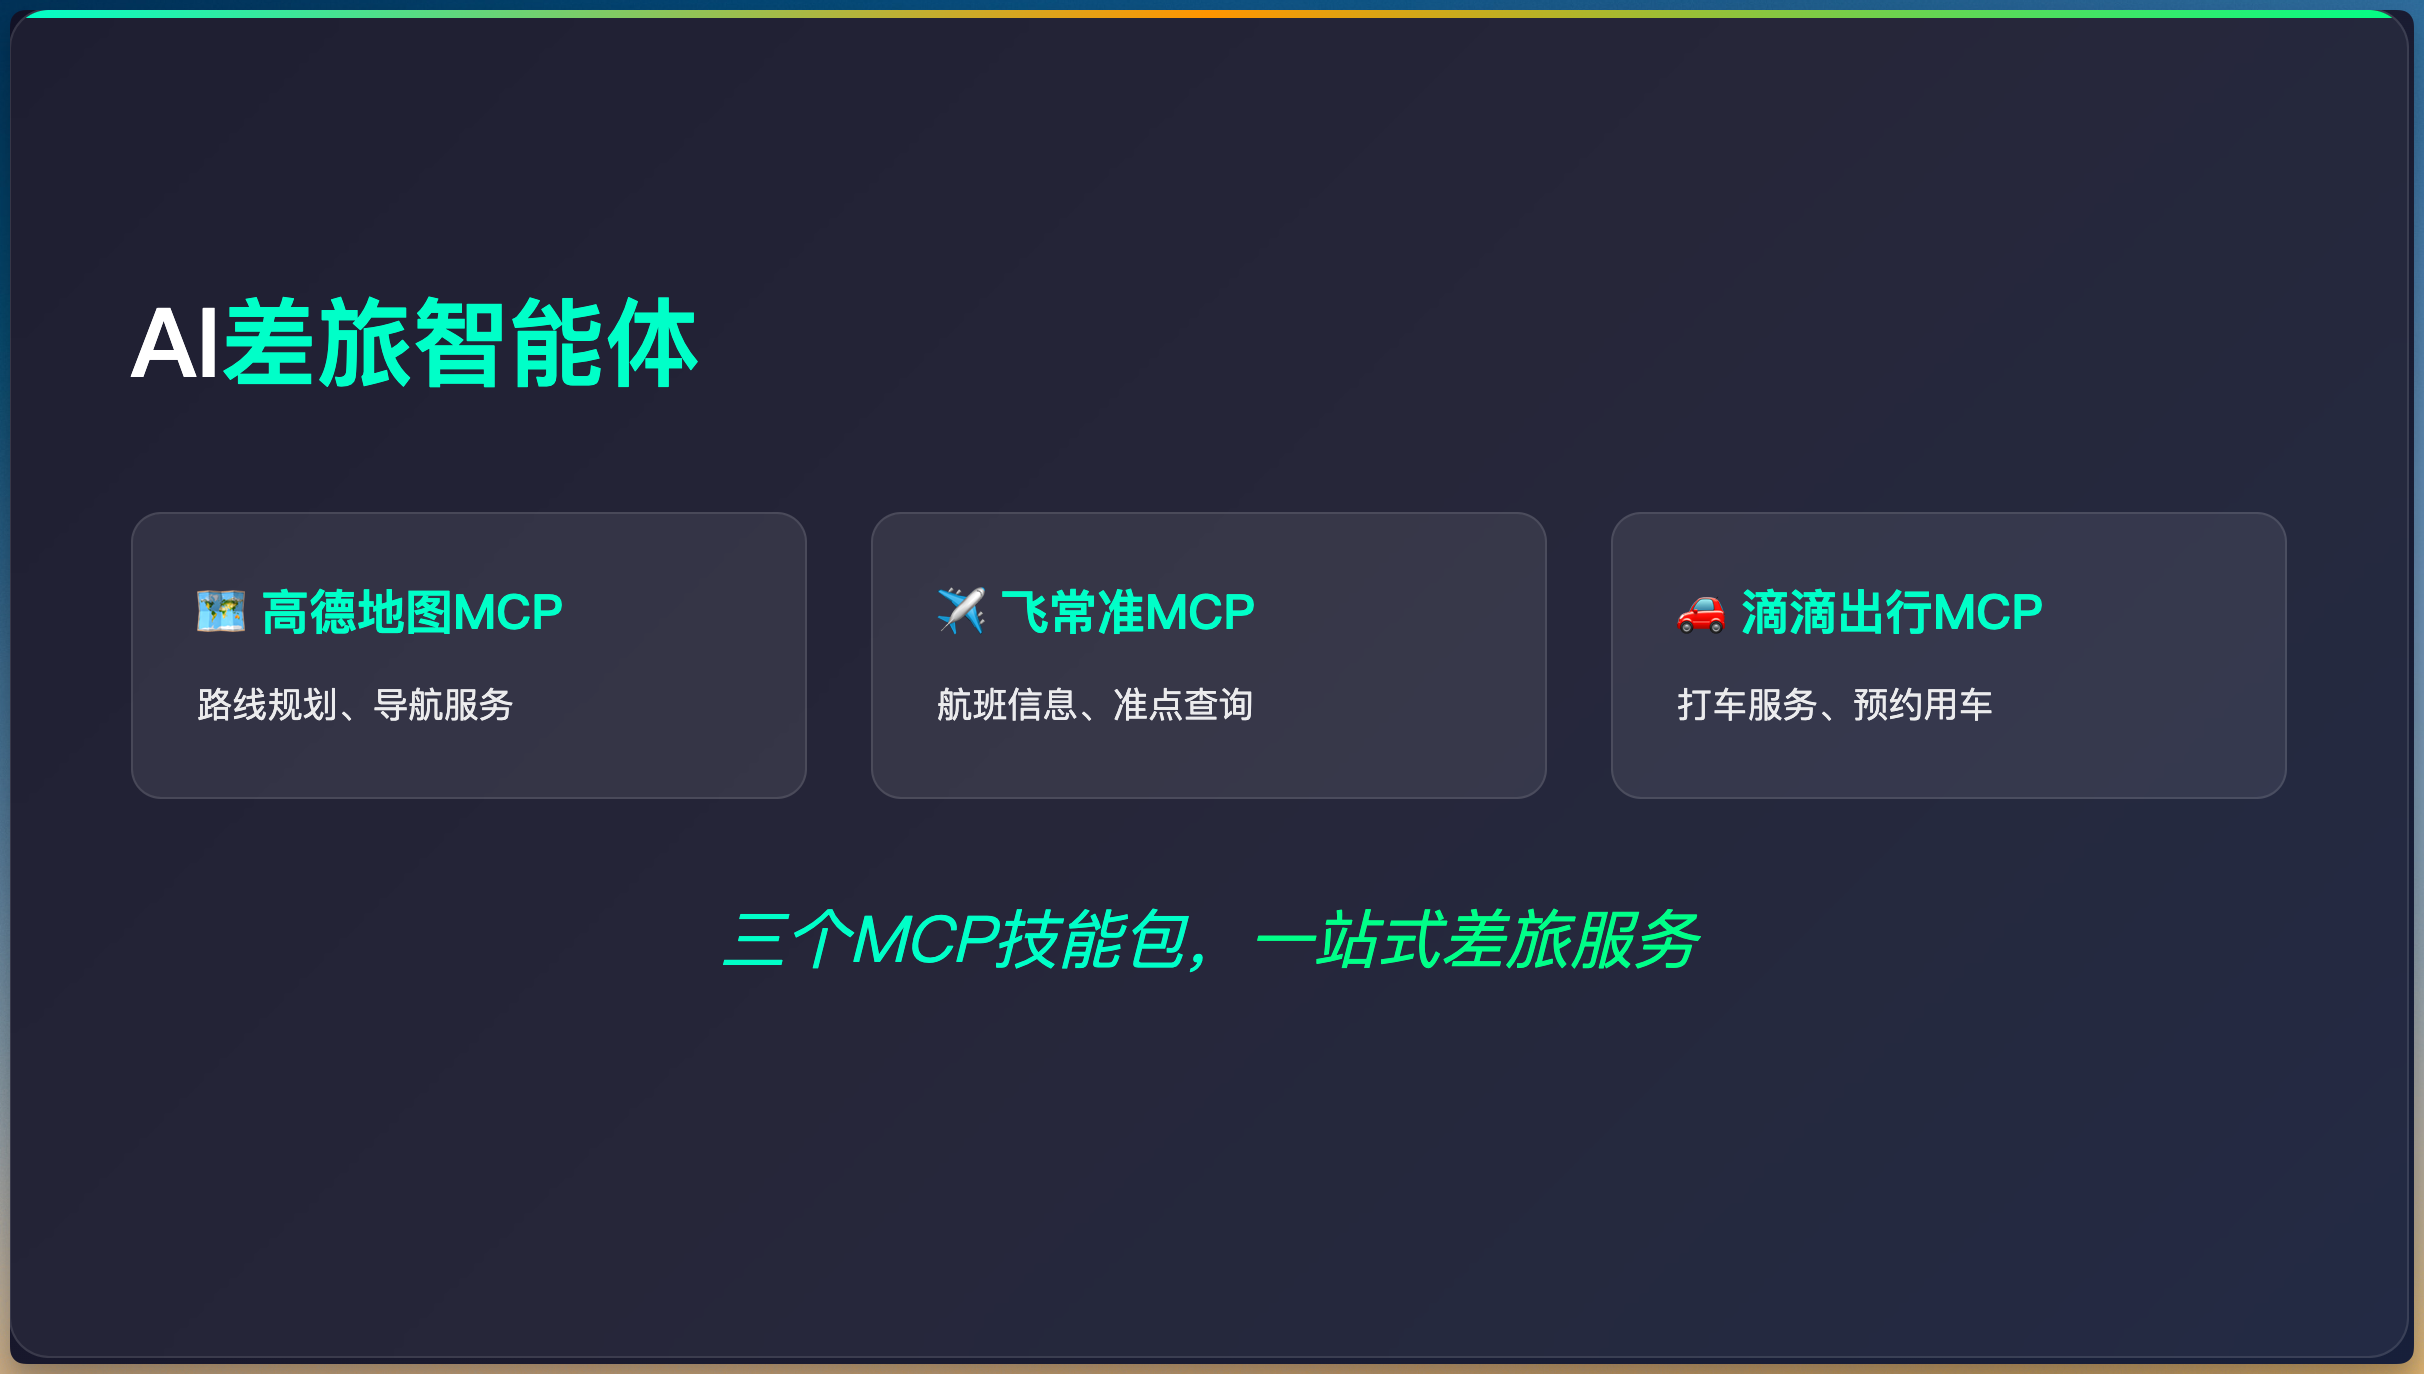 AI差旅智能体
🗺️ 高德地图MCP
路线规划、导航服务
✈️ 飞常准MCP
航班信息、准点查询
🚗 滴滴出行MCP
打车服务、预约用车
三个MCP技能包，一站式差旅服务